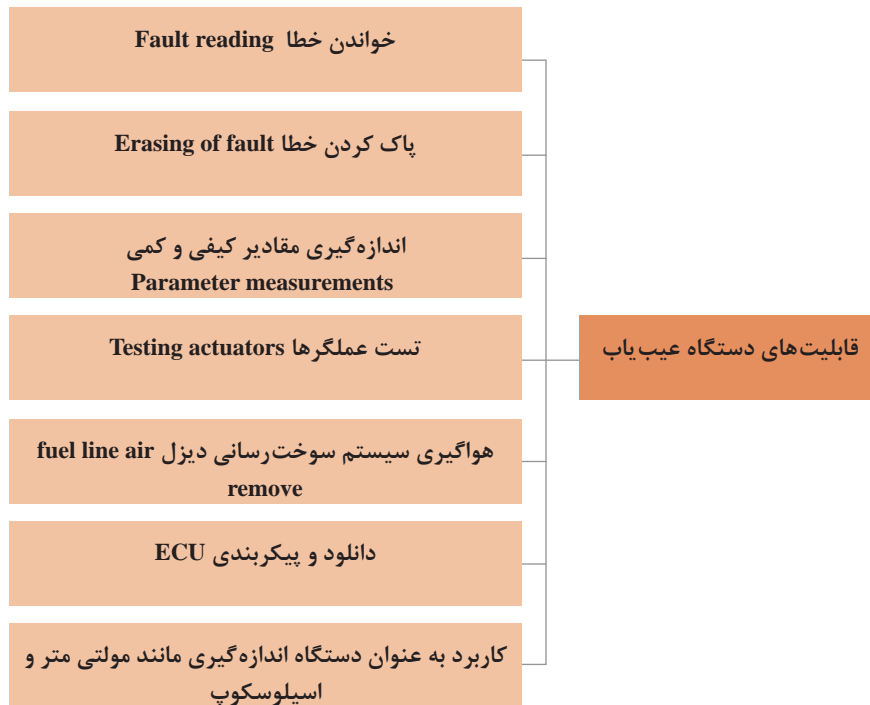 قابلیت‌های دستگاه عیب‌یاب
خواندن خطا Fault reading
پاک کردن خطا Erasing of fault
اندازه‌گیری مقادیر کیفی و کمی
Parameter measurements
تست عملگرها Testing actuators
هواگیری سیستم سوخت‌رسانی دیزل fuel line air
remove
دانلود و پیکربندی ECU
کاربرد به عنوان دستگاه اندازه‌گیری مانند مولتی متر و
اسیلوسکوپ